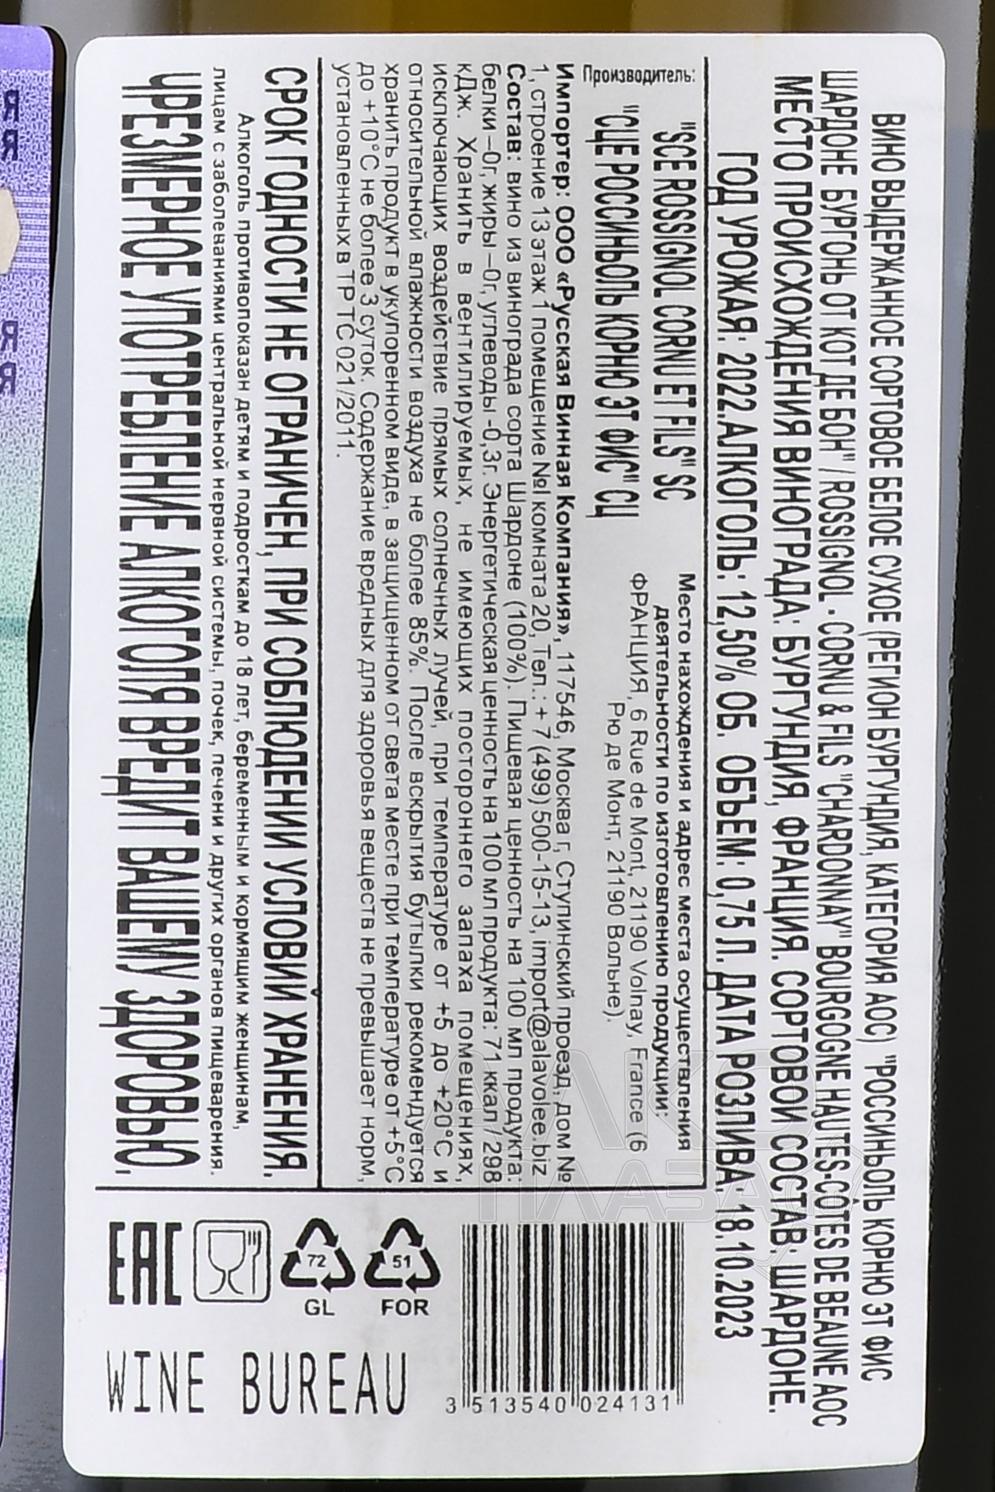 ВИНО ВЫДЕРЖАННОЕ СОРТОВОЕ БЕЛОЕ СУХОЕ (РЕГИОН БУРГУНДИЯ, КАТЕГОРИЯ АОС) "РОССИНЬОЛЬ КОРНЮ ЭТ ФИС
ШАРДОНЕ БУРГОНЬ ОТ КОТ ДЕ БОН" / ROSSIGNOL - CORNU & FILS "CHARDONNAY" BOURGOGNE HAUTES-CÔTES DE BEAUNE AOC
МЕСТО ПРОИСХОЖДЕНИЯ ВИНОГРАДА: БУРГУНДИЯ, ФРАНЦИЯ. СОРТОВОЙ СОСТАВ: ШАРДОНЕ.
ГОД УРОЖАЯ: 2022.АЛКОГОЛЬ: 12,50% ОБ. ОБЪЕМ: 0,75 Л. ДАТА РОЗЛИВА: 18.10.2023
Производитель:
"SCE ROSSIGNOL CORNU ET FILS" SC
"СЦЕ РОССИНЬОЛЬ КОРНЮ ЭТ ФИС" СЦ
Место нахождения и адрес места осуществления
деятельности по изготовлению продукции:
ФРАНЦИЯ, 6 Rue de Mont, 21190 Volnay, France (6
Рю де Монт, 21190 Вольне).
Импортер: ООО «Русская Винная Компания», 117546, Москва г, Ступинский проезд, дом №
1, строение 13 этаж 1 помещение №I комната 20, Тел.: +7(499)500-15-13, import@alavolee.biz
Состав: вино из винограда сорта Шардоне (100%). Пищевая ценность на 100 мл продукта:
белки–0г, жиры–0г, углеводы -0,3г. Энергетическая ценность на 100 мл продукта: 71 ккал / 298
кДж. Хранить в вентилируемых, не имеющих постороннего запаха помещениях,
исключающих воздействие прямых солнечных лучей, при температуре от +5 до +20°С и
относительной влажности воздуха не более 85%. После вскрытия бутылки рекомендуется
хранить продукт в укупоренном виде, в защищенном от света месте при температуре от +5°С
до +10°С не более 3 суток. Содержание вредных для здоровья веществ не превышает норм,
установленных в ТР ТС 021/2011.
СРОК ГОДНОСТИ НЕ ОГРАНИЧЕН, ПРИ СОБЛЮДЕНИИ УСЛОВИЙ ХРАНЕНИЯ.
Алкоголь противопоказан детям и подросткам до 18 лет, беременным и кормящим женщинам,
лицам с заболеваниями центральной нервной системы, почек, печени и других органов пищеварения.
ЧРЕЗМЕРНОЕ УПОТРЕБЛЕНИЕ АЛКОГОЛЯ ВРЕДИТ ВАШЕМУ ЗДОРОВЬЮ.
EAC
72
GL
51
FOR
WINE BUREAU
3 513540 024131
АЛКО
ПЛАЗА